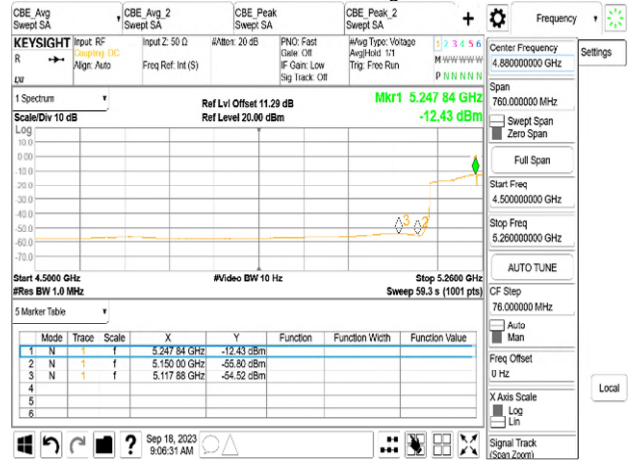 CBE_Avg CBE_Avg_2 CBE_Peak CBE_Peak_2
Swept SA Swept SA Swept SA Swept SA
+ Frequency
KEYSIGHT Input: RF Input Z: 50 Ω #Atten: 20 dB PNO: Fast #Avg Type: Voltage 1 2 3 4 5 6
Coupling: DC Gate: Off Avg|Hold: 1/1
R Align: Auto Freq Ref: Int (S) IF Gain: Low Trig: Free Run M W W W W W
Sig Track: Off P N N N N N
Center Frequency Settings
4.880000000 GHz
Span
760.000000 MHz
Swept Span
Zero Span
Full Span
Start Freq
4.500000000 GHz
Stop Freq
5.260000000 GHz
AUTO TUNE
CF Step
76.000000 MHz
Auto
Man
Freq Offset
0 Hz
X Axis Scale
Log
Lin
Local
Signal Track
(Span Zoom)
1 Spectrum
Ref Lvl Offset 11.29 dB Mkr1 5.247 84 GHz
Scale/Div 10 dB Ref Level 20.00 dBm -12.43 dBm
Log
10.0
0.00
-10.0
-20.0
-30.0
-40.0
-50.0
-60.0
-70.0
1
3 2
Start 4.5000 GHz #Video BW 10 Hz Stop 5.2600 GHz
#Res BW 1.0 MHz Sweep 59.3 s (1001 pts)
5 Marker Table
Mode Trace Scale X Y Function Function Width Function Value
1 N 1 f 5.247 84 GHz -12.43 dBm
2 N 1 f 5.150 00 GHz -55.80 dBm
3 N 1 f 5.117 88 GHz -54.52 dBm
4
5
6
? Sep 18, 2023
9:06:31 AM